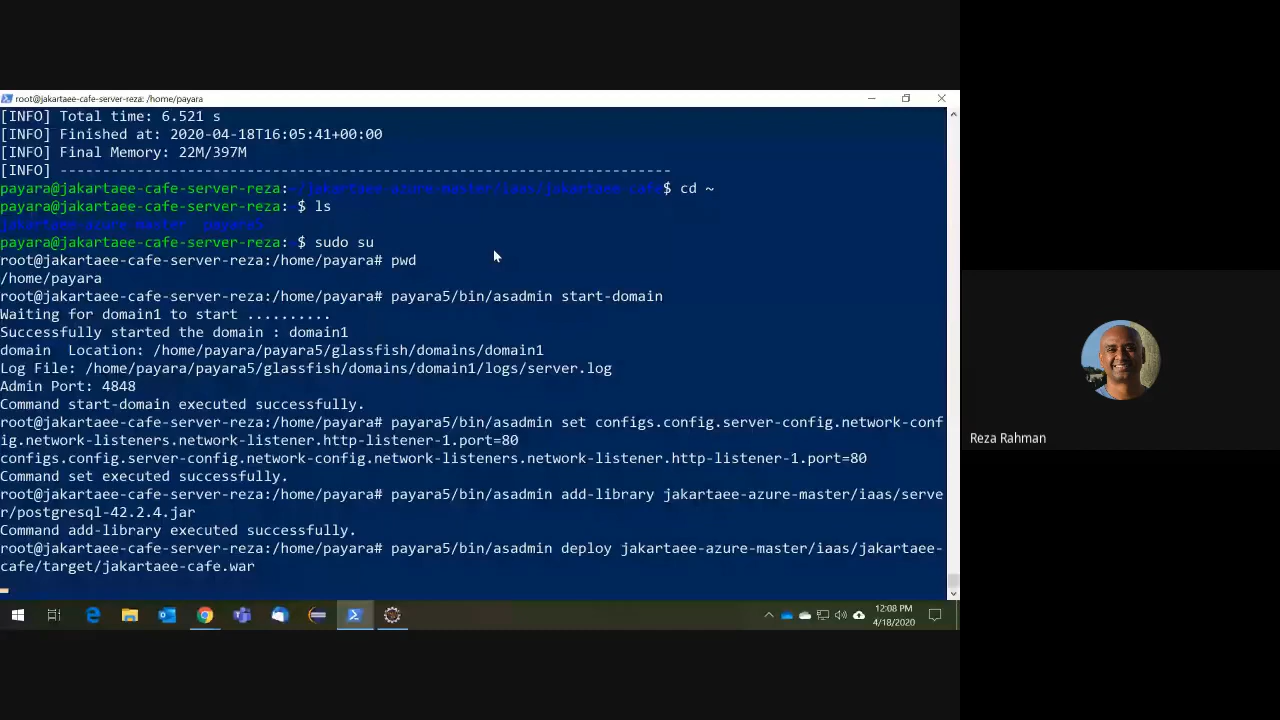 root@jakartaee-cafe-server-reza: /home/payara
[INFO] Total time: 6.521 s
[INFO] Finished at: 2020-04-18T16:05:41+00:00
[INFO] Final Memory: 22M/397M
[INFO] ------------------------------------------------------------------------
payara@jakartaee-cafe-server-reza:~/jakartaee-azure-master/iaas/jakartaee-cafe$ cd ~
payara@jakartaee-cafe-server-reza:~$ ls
jakartaee-azure-master  payara5
payara@jakartaee-cafe-server-reza:~$ sudo su
root@jakartaee-cafe-server-reza:/home/payara# pwd
/home/payara
root@jakartaee-cafe-server-reza:/home/payara# payara5/bin/asadmin start-domain
Waiting for domain1 to start ..........
Successfully started the domain : domain1
domain  Location: /home/payara/payara5/glassfish/domains/domain1
Log File: /home/payara/payara5/glassfish/domains/domain1/logs/server.log
Admin Port: 4848
Command start-domain executed successfully.
root@jakartaee-cafe-server-reza:/home/payara# payara5/bin/asadmin set configs.config.server-config.network-conf
ig.network-listeners.network-listener.http-listener-1.port=80
configs.config.server-config.network-config.network-listeners.network-listener.http-listener-1.port=80
Command set executed successfully.
root@jakartaee-cafe-server-reza:/home/payara# payara5/bin/asadmin add-library jakartaee-azure-master/iaas/serve
r/postgresql-42.2.4.jar
Command add-library executed successfully.
root@jakartaee-cafe-server-reza:/home/payara# payara5/bin/asadmin deploy jakartaee-azure-master/iaas/jakartaee-
cafe/target/jakartaee-cafe.war
Reza Rahman
12:08 PM
4/18/2020